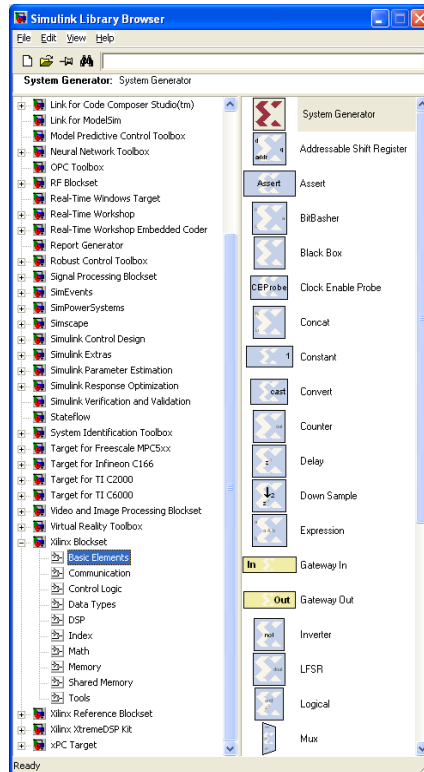 Simulink Library Browser
File Edit View Help
System Generator: System Generator
Link for Code Composer Studio(tm)
Link for ModelSim
Model Predictive Control Toolbox
Neural Network Toolbox
OPC Toolbox
RF Blockset
Real-Time Windows Target
Real-Time Workshop
Real-Time Workshop Embedded Coder
Report Generator
Robust Control Toolbox
Signal Processing Blockset
SimEvents
SimPowerSystems
Simscape
Simulink Control Design
Simulink Extras
Simulink Parameter Estimation
Simulink Response Optimization
Simulink Verification and Validation
Stateflow
System Identification Toolbox
Target for Freescale MPC5xx
Target for Infineon C166
Target for TI C2000
Target for TI C6000
Video and Image Processing Blockset
Virtual Reality Toolbox
Xilinx Blockset
Basic Elements
Communication
Control Logic
Data Types
DSP
Index
Math
Memory
Shared Memory
Tools
Xilinx Reference Blockset
Xilinx XtremeDSP Kit
xPC Target
System Generator
d q addr Addressable Shift Register
Assert Assert
BitBasher
Black Box
CEProbe Clock Enable Probe
Concat
1 Constant
cast Convert
Counter
Delay
Down Sample
Expression
In Gateway In
Out Gateway Out
not Inverter
LFSR
Logical
Mux
Ready